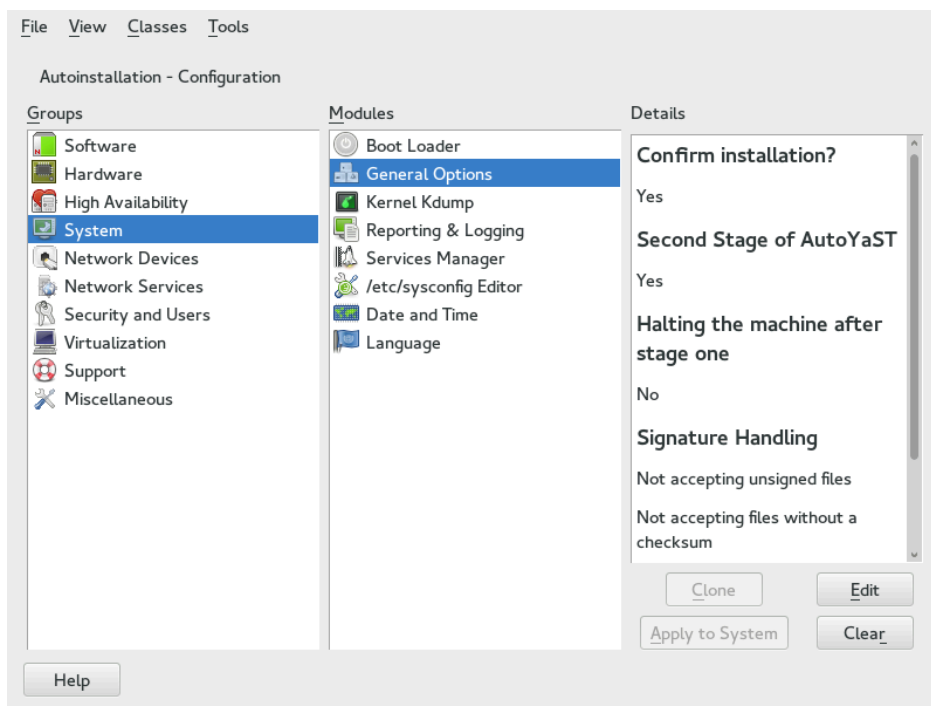 File View Classes Tools
Autoinstallation - Configuration
Groups
Software
Hardware
High Availability
System
Network Devices
Network Services
Security and Users
Virtualization
Support
Miscellaneous
Modules
Boot Loader
General Options
Kernel Kdump
Reporting & Logging
Services Manager
/etc/sysconfig Editor
Date and Time
Language
Details
Confirm installation?
Yes
Second Stage of AutoYaST
Yes
Halting the machine after
stage one
No
Signature Handling
Not accepting unsigned files
Not accepting files without a
checksum
Clone
Edit
Apply to System
Clear
Help